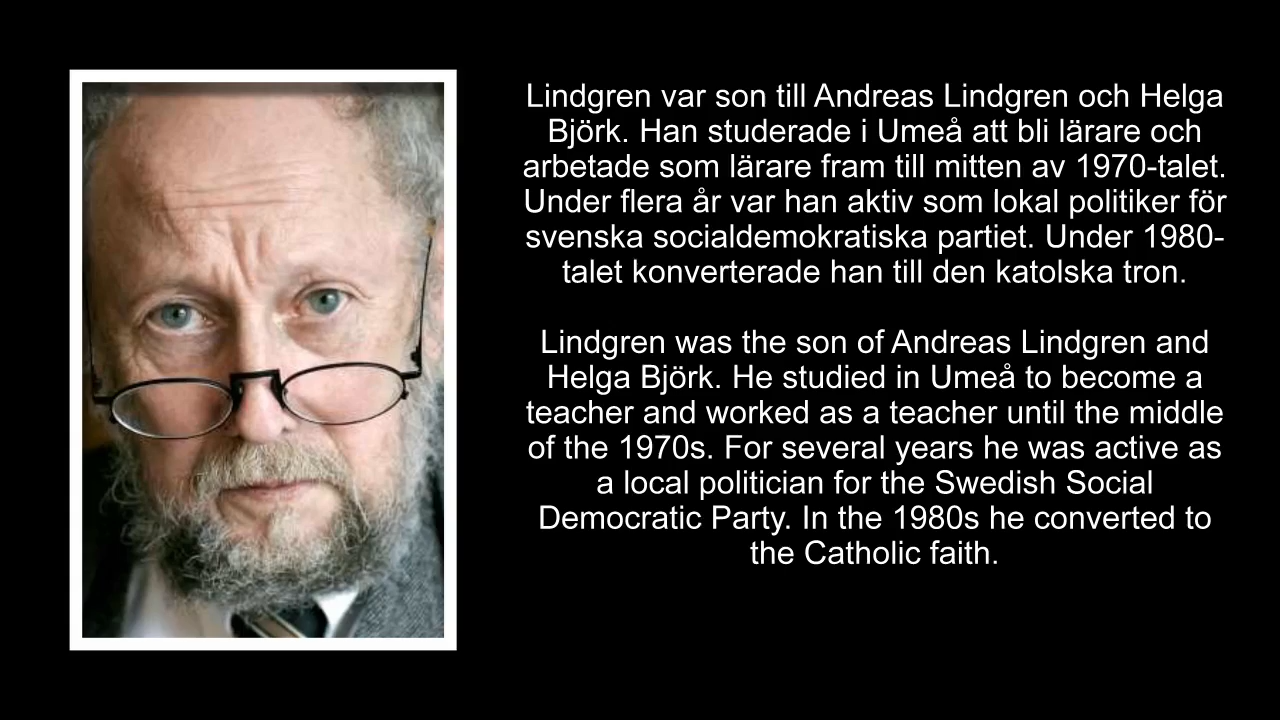 Lindgren var son till Andreas Lindgren och Helga
Björk. Han studerade i Umeå att bli lärare och
arbetade som lärare fram till mitten av 1970-talet.
Under flera år var han aktiv som lokal politiker för
svenska socialdemokratiska partiet. Under 1980-
talet konverterade han till den katolska tron.
Lindgren was the son of Andreas Lindgren and
Helga Björk. He studied in Umeå to become a
teacher and worked as a teacher until the middle
of the 1970s. For several years he was active as
a local politician for the Swedish Social
Democratic Party. In the 1980s he converted to
the Catholic faith.